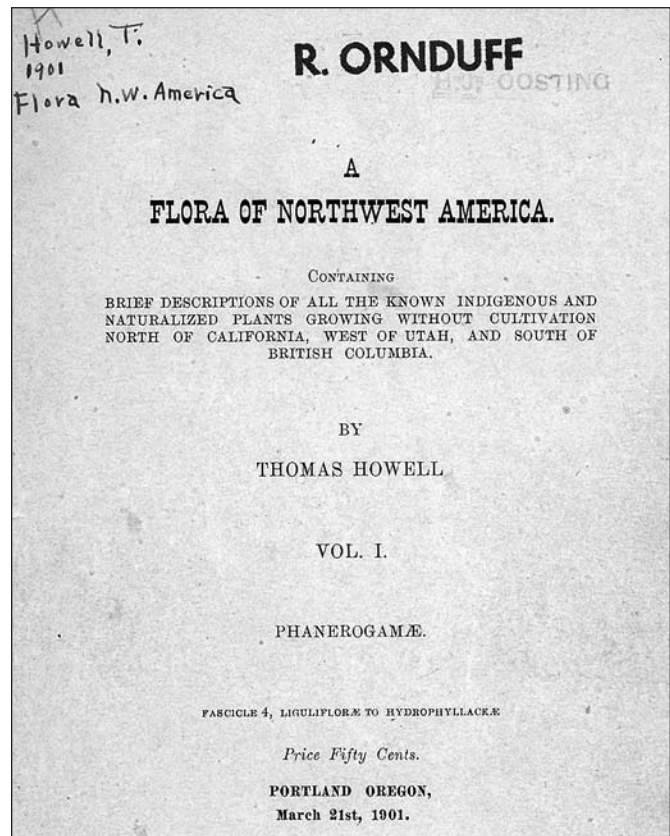 Howell, T.
1901
Flora N.W. America
R. ORNDUFF
H.J. OOSTING
A
FLORA OF NORTHWEST AMERICA.
CONTAINING
BRIEF DESCRIPTIONS OF ALL THE KNOWN INDIGENOUS AND
NATURALIZED PLANTS GROWING WITHOUT CULTIVATION
NORTH OF CALIFORNIA, WEST OF UTAH, AND SOUTH OF
BRITISH COLUMBIA.
BY
THOMAS HOWELL
VOL. I.
PHANEROGAMÆ.
FASCICLE 4, LIGULIFLORÆ TO HYDROPHYLLACÆ
Price Fifty Cents.
PORTLAND OREGON,
March 21st, 1901.